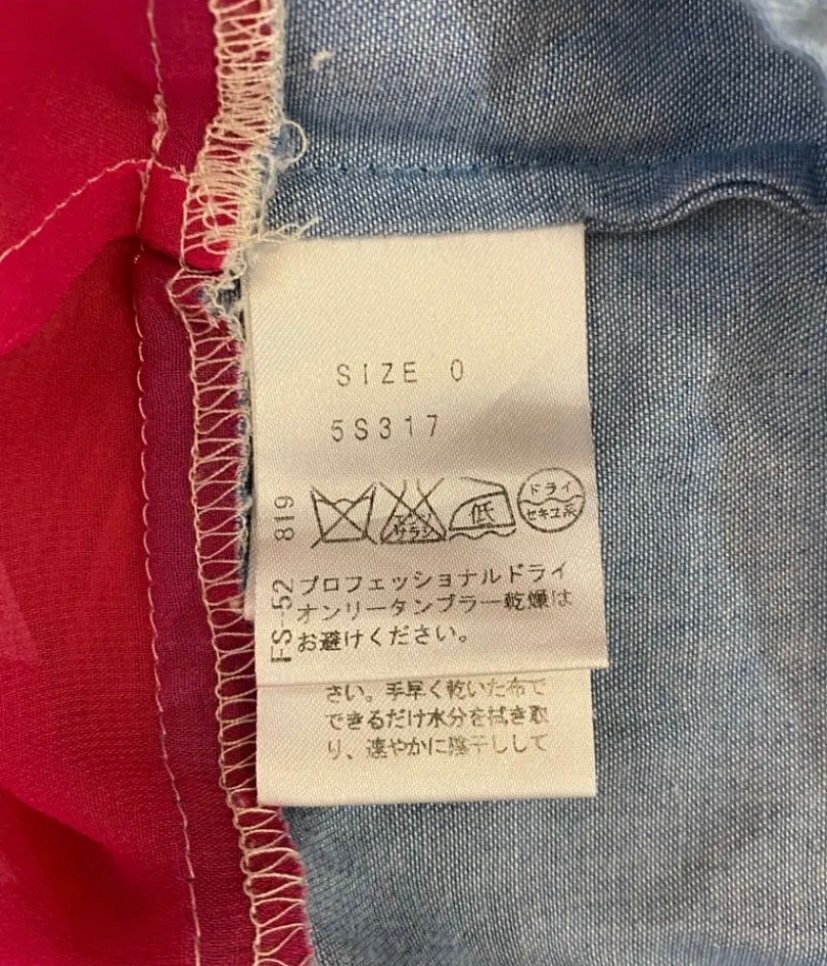 SIZE 0
5S317
低
ドライ
セキユ系
プロフェッショナルドライ
オンリータンブラー乾燥は
お避けください。
FS-52 819
さい。手早く乾いた布で
できるだけ水分を拭き取
り、速やかに陰干しして